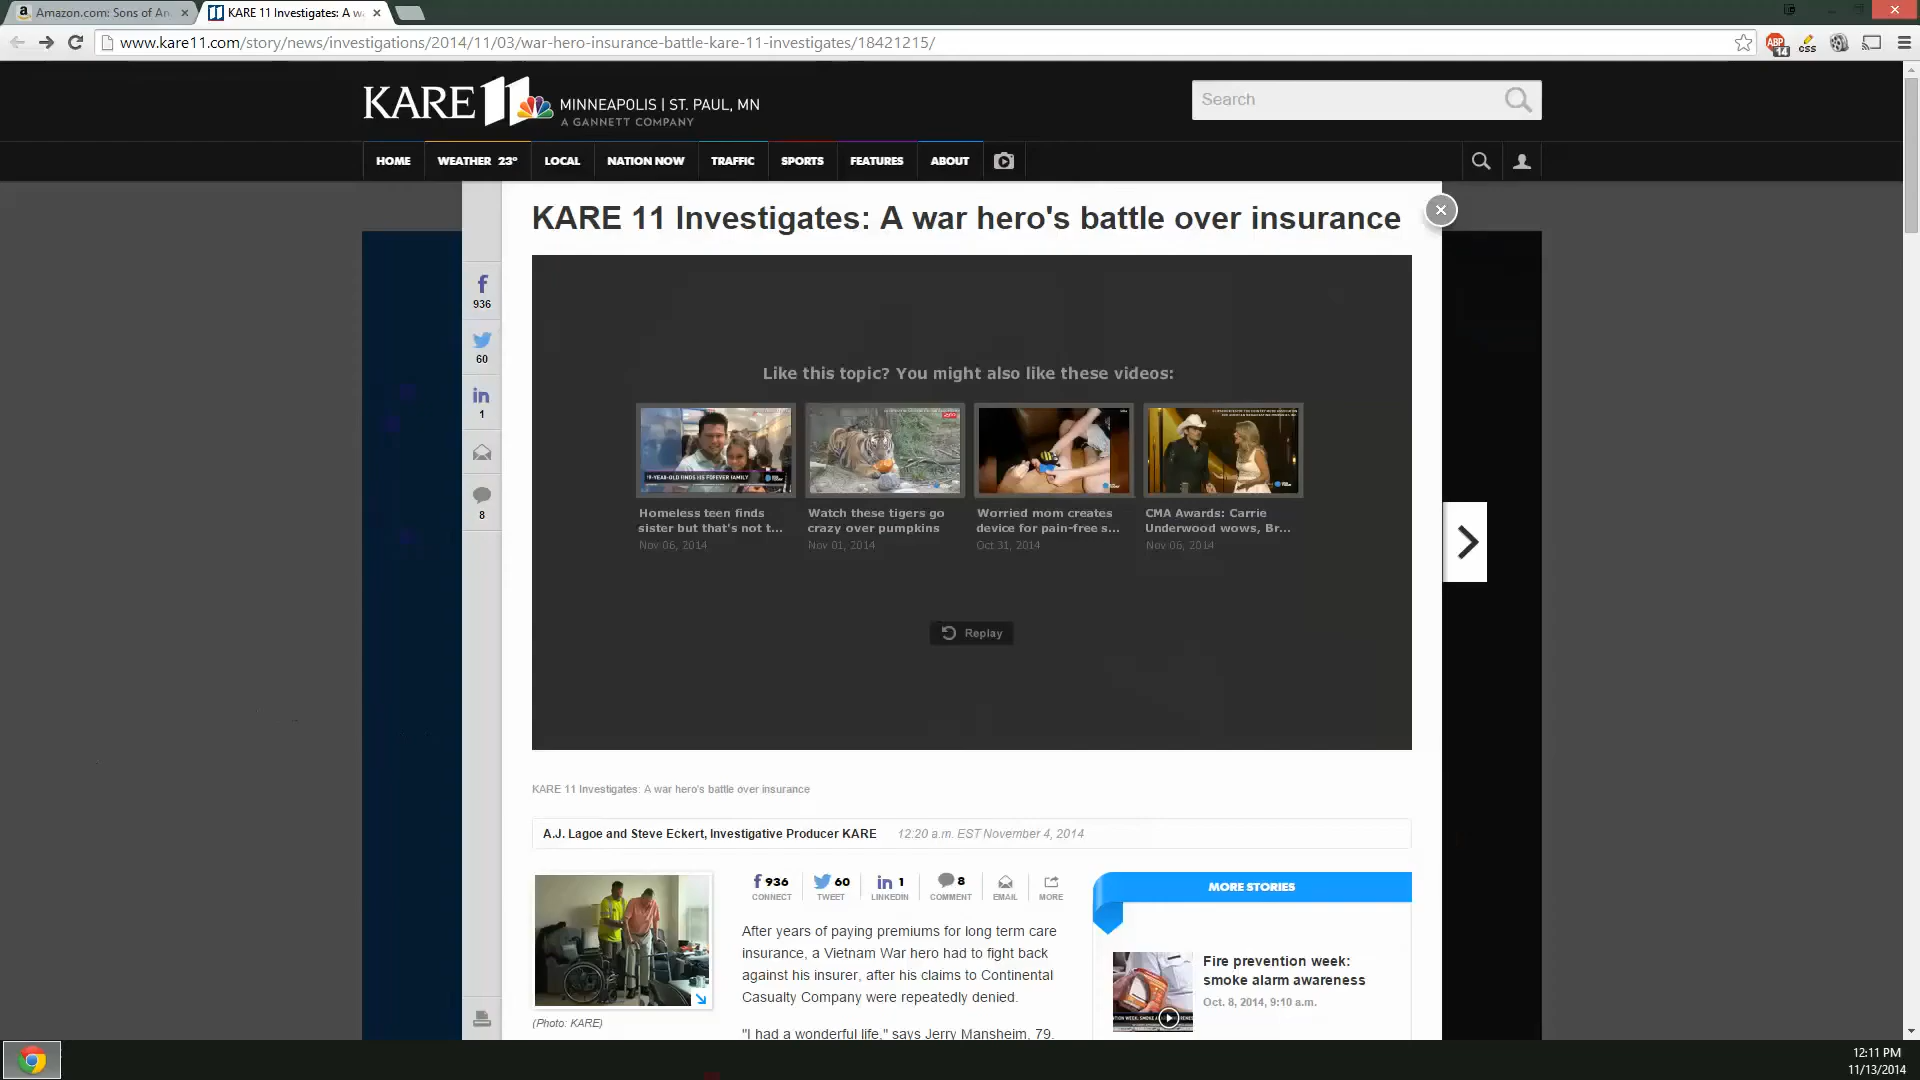 Amazon.com: Sons of An
KARE 11 Investigates: A w
www.kare11.com/story/news/investigations/2014/11/03/war-hero-insurance-battle-kare-11-investigates/18421215/
ABP
14
css
KARE 11
MINNEAPOLIS | ST. PAUL, MN
A GANNETT COMPANY
Search
HOME
WEATHER 23°
LOCAL
NATION NOW
TRAFFIC
SPORTS
FEATURES
ABOUT
KARE 11 Investigates: A war hero's battle over insurance
936
60
1
8
Like this topic? You might also like these videos:
19-YEAR-OLD FINDS HIS FOREVER FAMILY
Homeless teen finds
sister but that's not t...
Nov 06, 2014
Watch these tigers go
crazy over pumpkins
Nov 01, 2014
Worried mom creates
device for pain-free s...
Oct 31, 2014
CMA Awards: Carrie
Underwood wows, Br...
Nov 06, 2014
Replay
KARE 11 Investigates: A war hero's battle over insurance
A.J. Lagoe and Steve Eckert, Investigative Producer KARE 12:20 a.m. EST November 4, 2014
(Photo: KARE)
936
CONNECT
60
TWEET
1
LINKEDIN
8
COMMENT
EMAIL
MORE
After years of paying premiums for long term care
insurance, a Vietnam War hero had to fight back
against his insurer, after his claims to Continental
Casualty Company were repeatedly denied.
"I had a wonderful life," says Jerry Mansheim, 79.
MORE STORIES
Fire prevention week:
smoke alarm awareness
Oct. 8, 2014, 9:10 a.m.
12:11 PM
11/13/2014